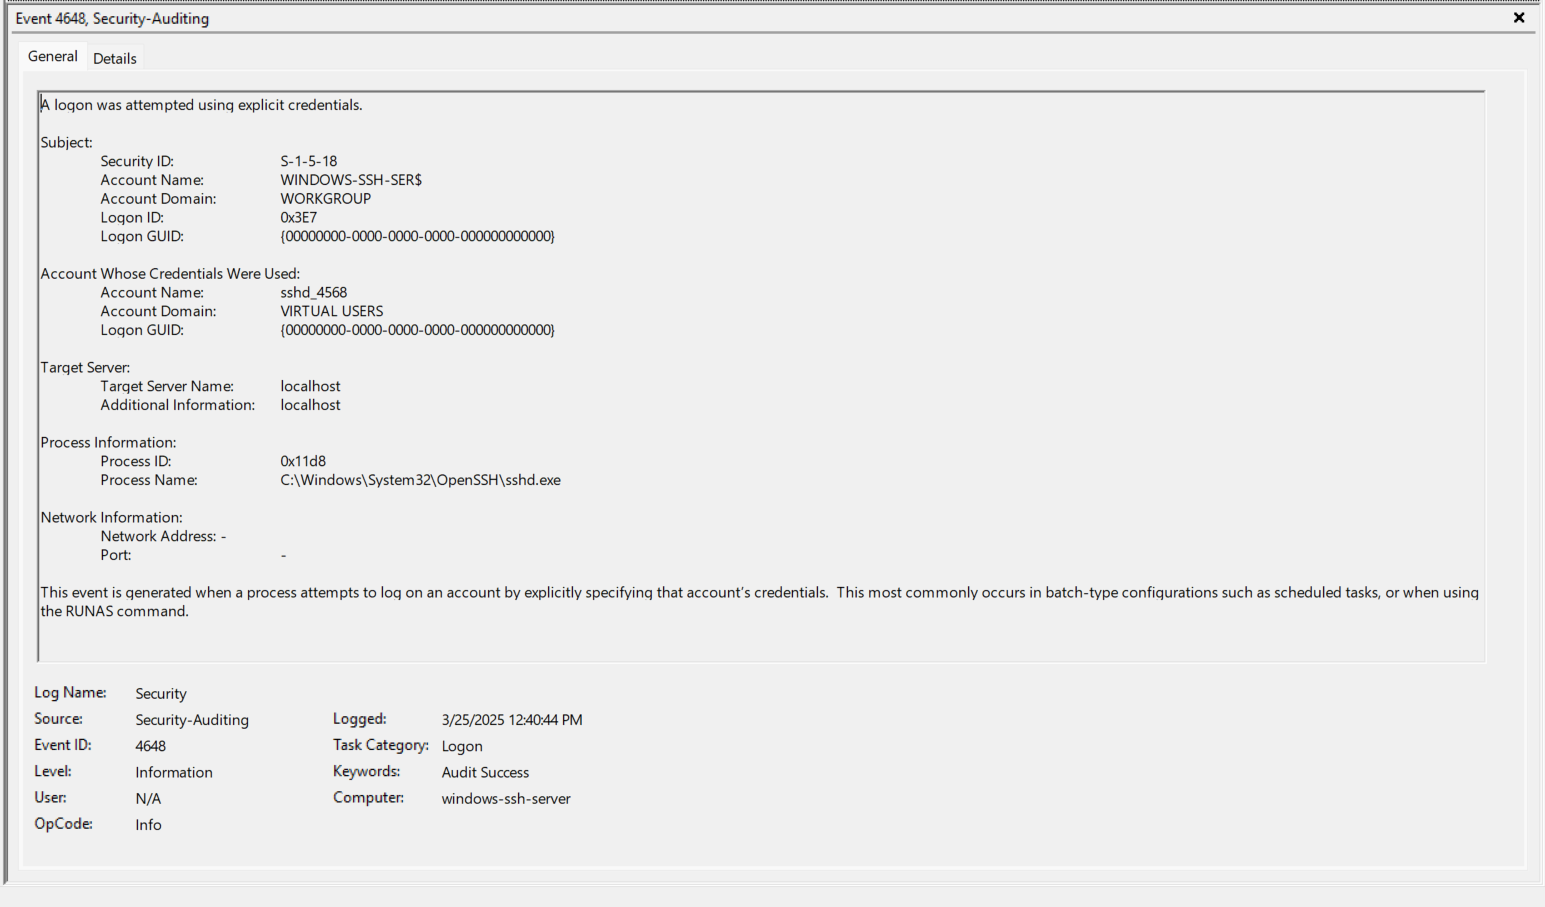 Event 4648, Security-Auditing
General Details
A logon was attempted using explicit credentials.
Subject:
Security ID: S-1-5-18
Account Name: WINDOWS-SSH-SER$
Account Domain: WORKGROUP
Logon ID: 0x3E7
Logon GUID: {00000000-0000-0000-0000-000000000000}
Account Whose Credentials Were Used:
Account Name: sshd_4568
Account Domain: VIRTUAL USERS
Logon GUID: {00000000-0000-0000-0000-000000000000}
Target Server:
Target Server Name: localhost
Additional Information: localhost
Process Information:
Process ID: 0x11d8
Process Name: C:\Windows\System32\OpenSSH\sshd.exe
Network Information:
Network Address: -
Port: -
This event is generated when a process attempts to log on an account by explicitly specifying that account's credentials. This most commonly occurs in batch-type configurations such as scheduled tasks, or when using
the RUNAS command.
Log Name: Security
Source: Security-Auditing Logged: 3/25/2025 12:40:44 PM
Event ID: 4648 Task Category: Logon
Level: Information Keywords: Audit Success
User: N/A Computer: windows-ssh-server
OpCode: Info